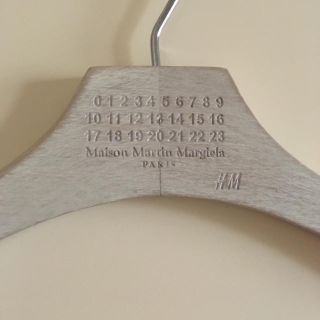 0 1 2 3 4 5 6 7 8 9
10 11 12 13 14 15 16
17 18 19 20 21 22 23
Maison Martin Margiela
PARIS
H&M